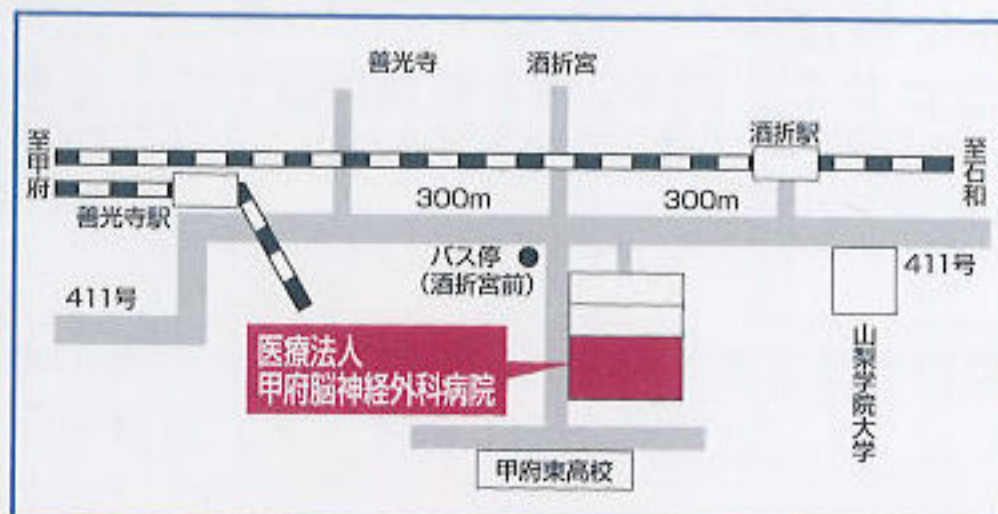 善光寺
酒折宮
酒折駅
至甲府
至石和
300m
300m
善光寺駅
バス停
(酒折宮前)
411号
411号
医療法人
甲府脳神経外科病院
山梨学院大学
甲府東高校